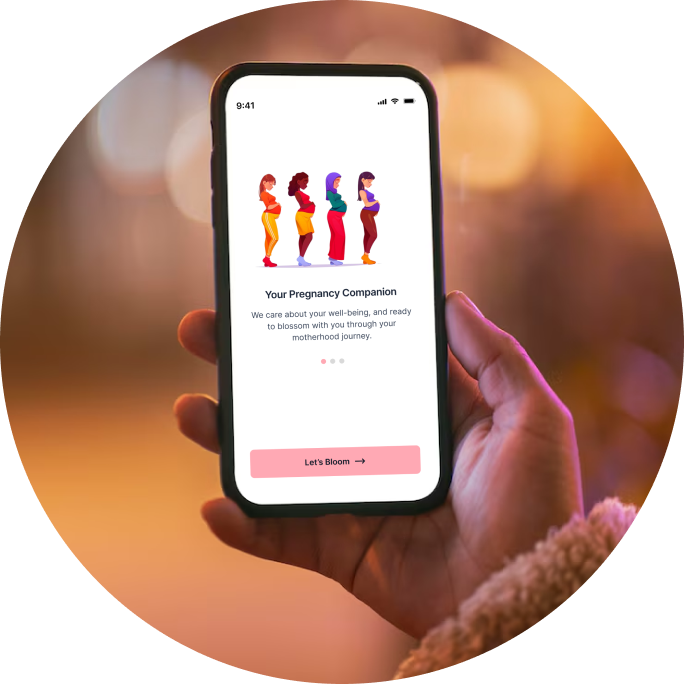 9:41
Your Pregnancy Companion
We care about your well-being, and ready
to blossom with you through your
motherhood journey.
Let's Bloom →